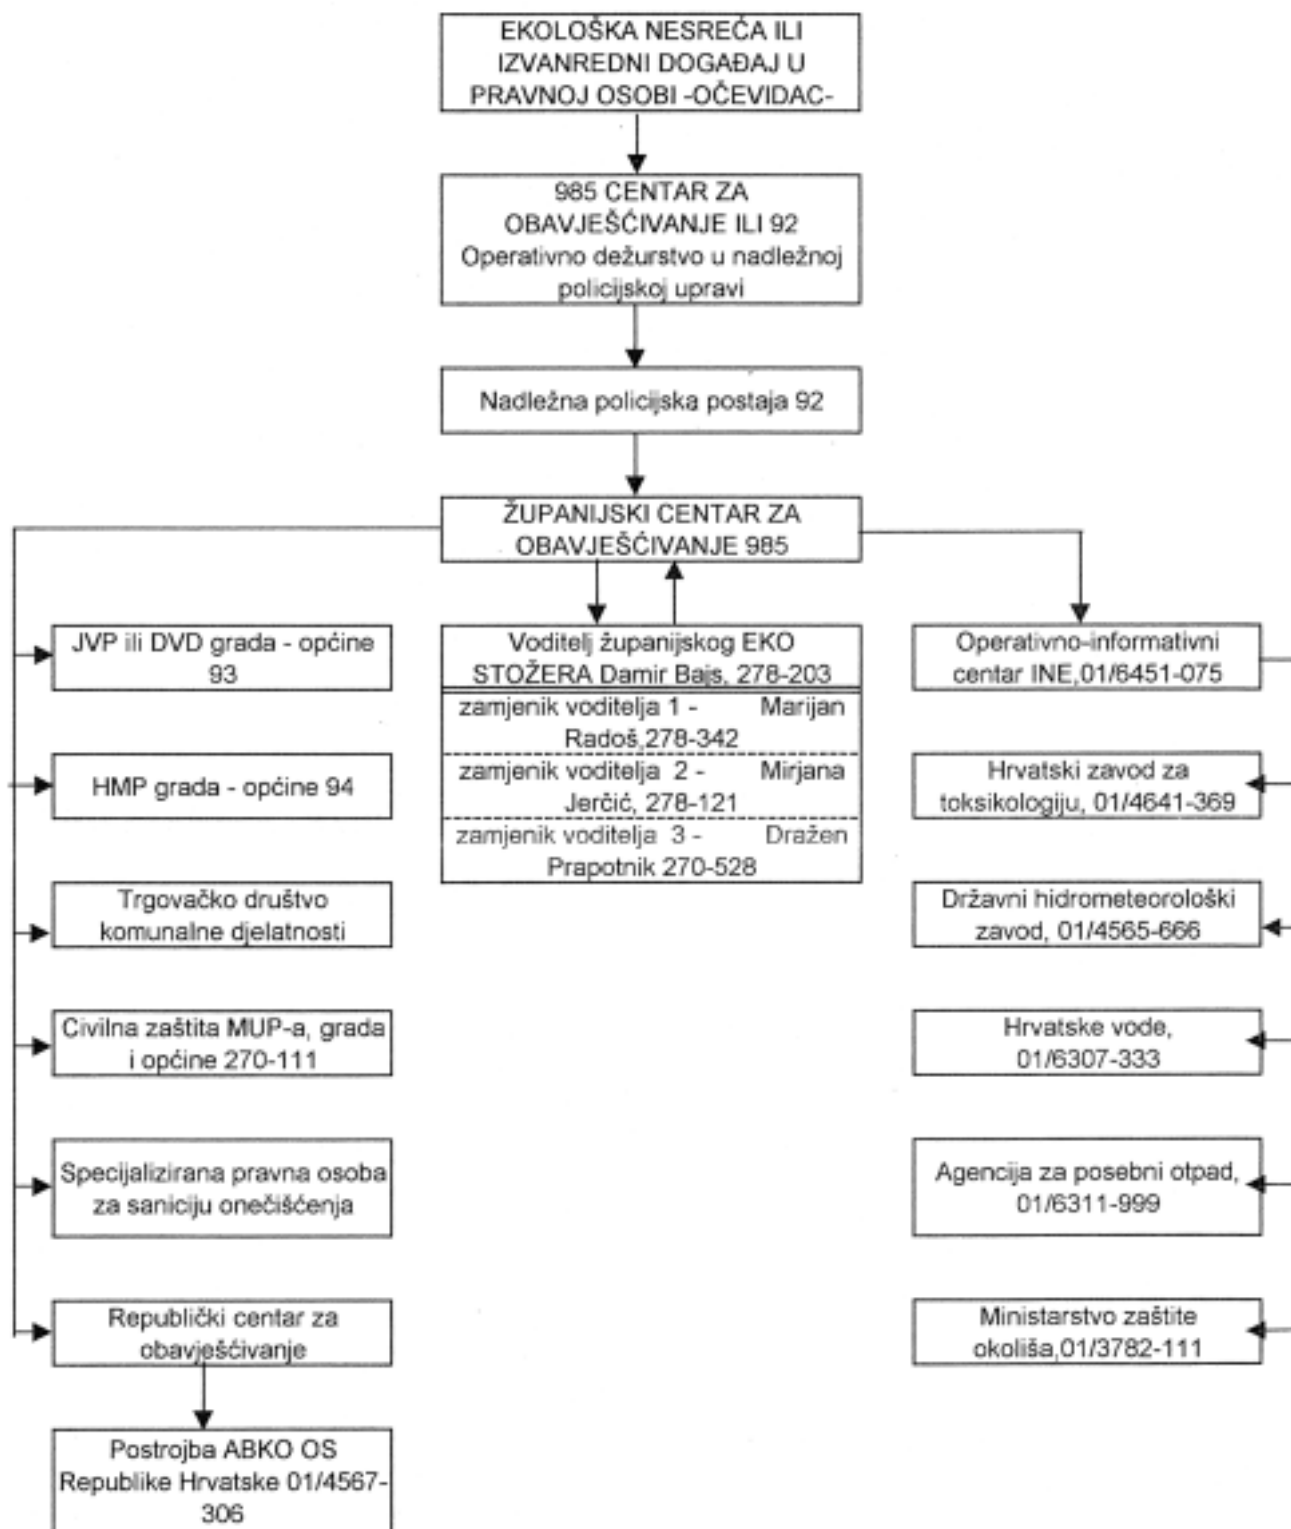 EKOLOŠKA NESREĆA ILI
IZVANREDNI DOGAĐAJ U
PRAVNOJ OSOBI -OČEVIDAC-
985 CENTAR ZA
OBAVJEŠĆIVANJE ILI 92
Operativno dežurstvo u nadležnoj
policijskoj upravi
Nadležna policijska postaja 92
ŽUPANIJSKI CENTAR ZA
OBAVJEŠĆIVANJE 985
JVP ili DVD grada - općine
93
HMP grada - općine 94
Trgovačko društvo
komunalne djelatnosti
Civilna zaštita MUP-a, grada
i općine 270-111
Specijalizirana pravna osoba
za saniciju onečišćenja
Republički centar za
obavješćivanje
Postrojba ABKO OS
Republike Hrvatske 01/4567-
306
Voditelj županijskog EKO
STOŽERA Damir Bajs, 278-203
zamjenik voditelja 1 - Marijan
Radoš,278-342
zamjenik voditelja 2 - Mirjana
Jerčić, 278-121
zamjenik voditelja 3 - Dražen
Prapotnik 270-528
Operativno-informativni
centar INE,01/6451-075
Hrvatski zavod za
toksikologiju, 01/4641-369
Državni hidrometeorološki
zavod, 01/4565-666
Hrvatske vode,
01/6307-333
Agencija za posebni otpad,
01/6311-999
Ministarstvo zaštite
okoliša,01/3782-111